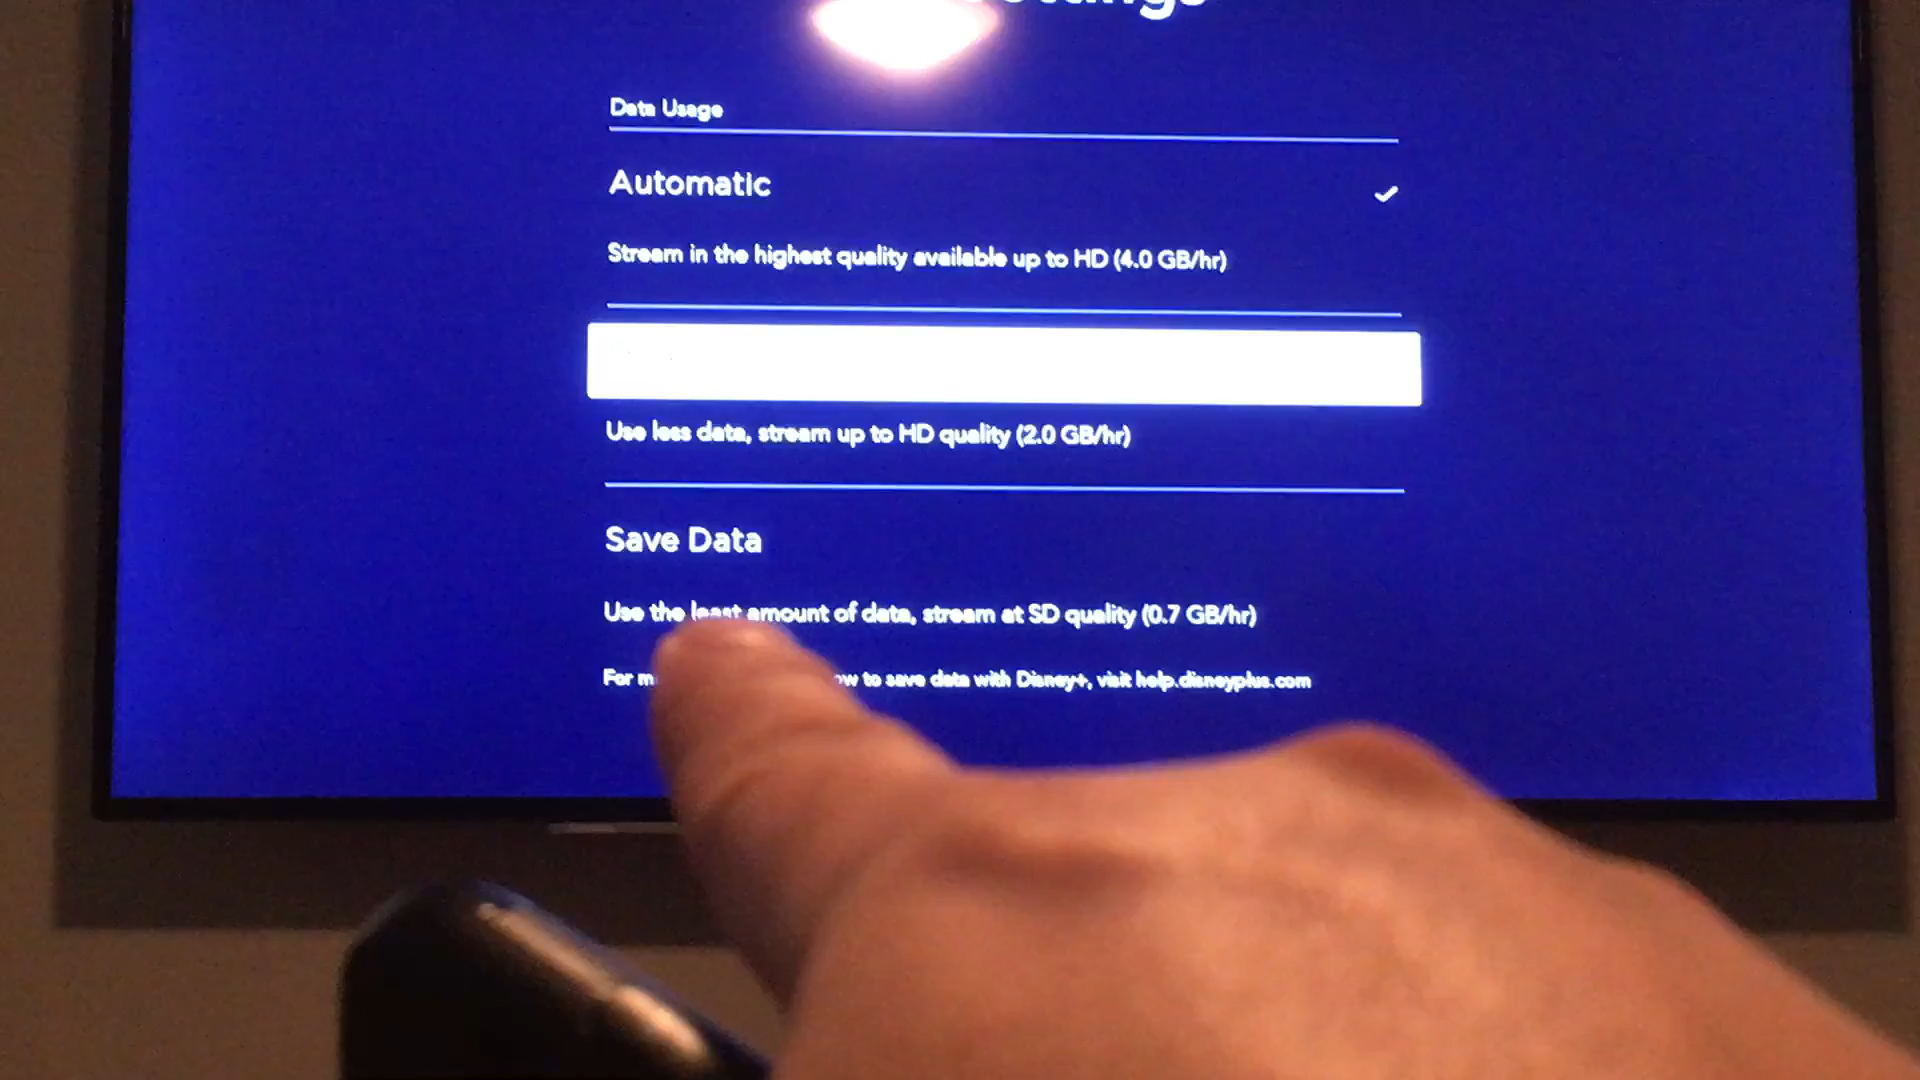 Data Usage
Automatic
Stream in the highest quality available up to HD (4.0 GB/hr)
Use less data, stream up to HD quality (2.0 GB/hr)
Save Data
Use the least amount of data, stream at SD quality (0.7 GB/hr)
For to save data with Disney+, visit help.disneyplus.com